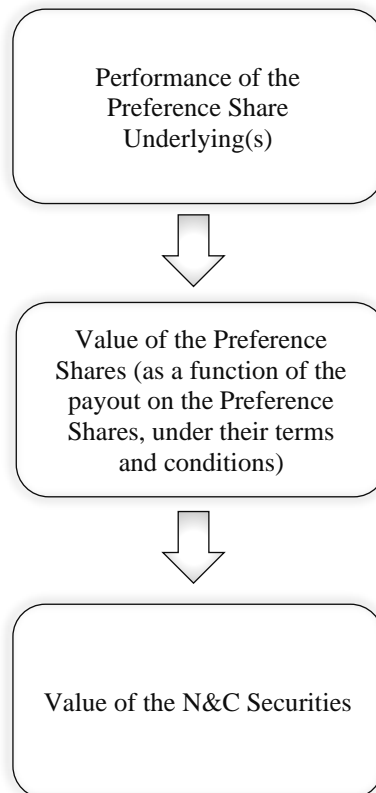 Performance of the
Preference Share
Underlying(s)
Value of the Preference
Shares (as a function of the
payout on the Preference
Shares, under their terms
and conditions)
Value of the N&C Securities